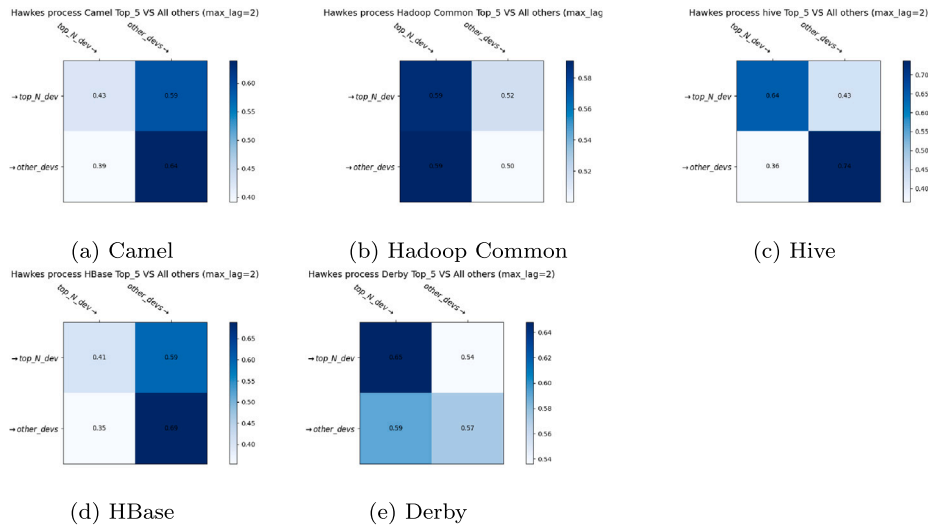 Hawkes process Camel Top_5 VS All others (max_lag=2)
top_N_dev→
other_devs→
→top_N_dev
→other_devs
0.43
0.59
0.39
0.60
0.55
0.50
0.45
0.40
(a) Camel
Hawkes process Hadoop Common Top_5 VS All others (max_lag
top_N_dev→
other_devs→
→top_N_dev
→other_devs
0.59
0.52
0.59
0.50
0.58
0.56
0.54
0.52
(b) Hadoop Common
Hawkes process hive Top_5 VS All others (max_lag=2)
top_N_dev→
other_devs→
→top_N_dev
→other_devs
0.64
0.43
0.36
0.70
0.65
0.60
0.55
0.50
0.45
0.40
(c) Hive
Hawkes process HBase Top_5 VS All others (max_lag=2)
top_N_dev→
other_devs→
→top_N_dev
→other_devs
0.41
0.59
0.35
0.65
0.60
0.55
0.50
0.45
0.40
(d) HBase
Hawkes process Derby Top_5 VS All others (max_lag=2)
top_N_dev→
other_devs→
→top_N_dev
→other_devs
0.54
0.59
0.57
0.64
0.62
0.60
0.58
0.56
0.54
(e) Derby